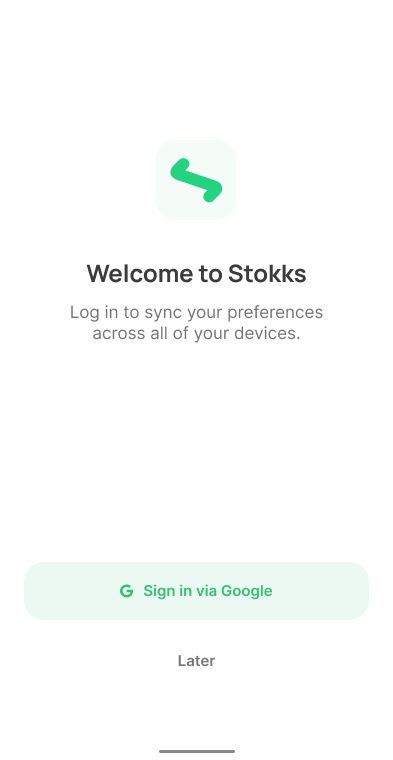 Welcome to Stokks
Log in to sync your preferences
across all of your devices.
Sign in via Google
Later